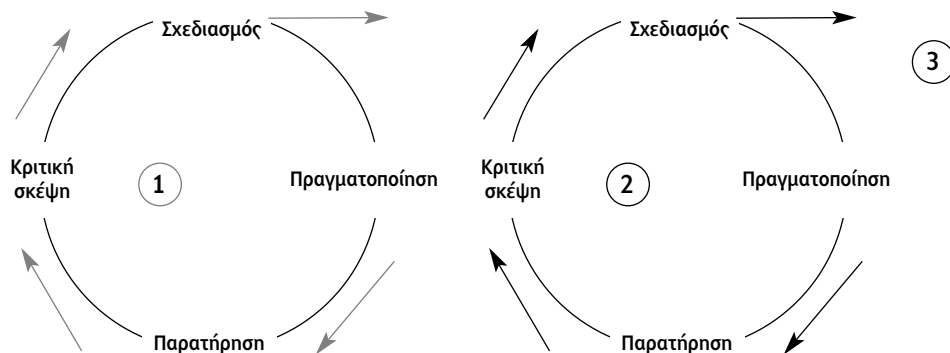 Σχεδιασμός
Κριτική
σκέψη
1
Πραγματοποίηση
Παρατήρηση
Σχεδιασμός
Κριτική
σκέψη
2
Πραγματοποίηση
Παρατήρηση
3